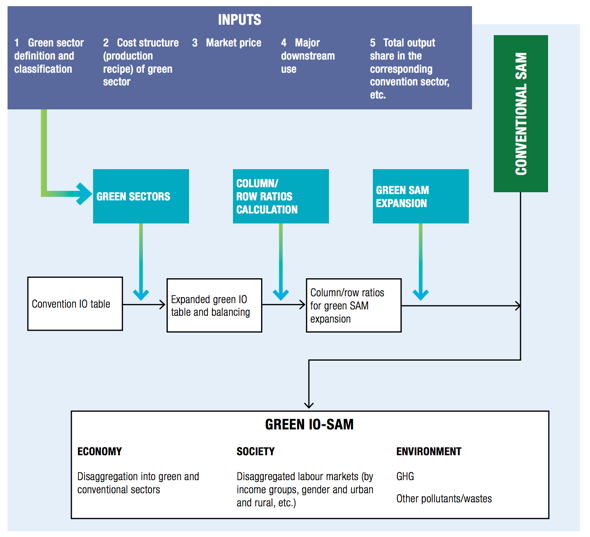 INPUTS
1 Green sector
definition and
classification
2 Cost structure
(production
recipe) of green
sector
3 Market price
4 Major
downstream
use
5 Total output
share in the
corresponding
convention sector,
etc.
CONVENTIONAL SAM
GREEN SECTORS
COLUMN/
ROW RATIOS
CALCULATION
GREEN SAM
EXPANSION
Convention IO table
Expanded green IO
table and balancing
Column/row ratios
for green SAM
expansion
GREEN IO-SAM
ECONOMY
Disaggregation into green and
conventional sectors
SOCIETY
Disaggregated labour markets (by
income groups, gender and urban
and rural, etc.)
ENVIRONMENT
GHG
Other pollutants/wastes